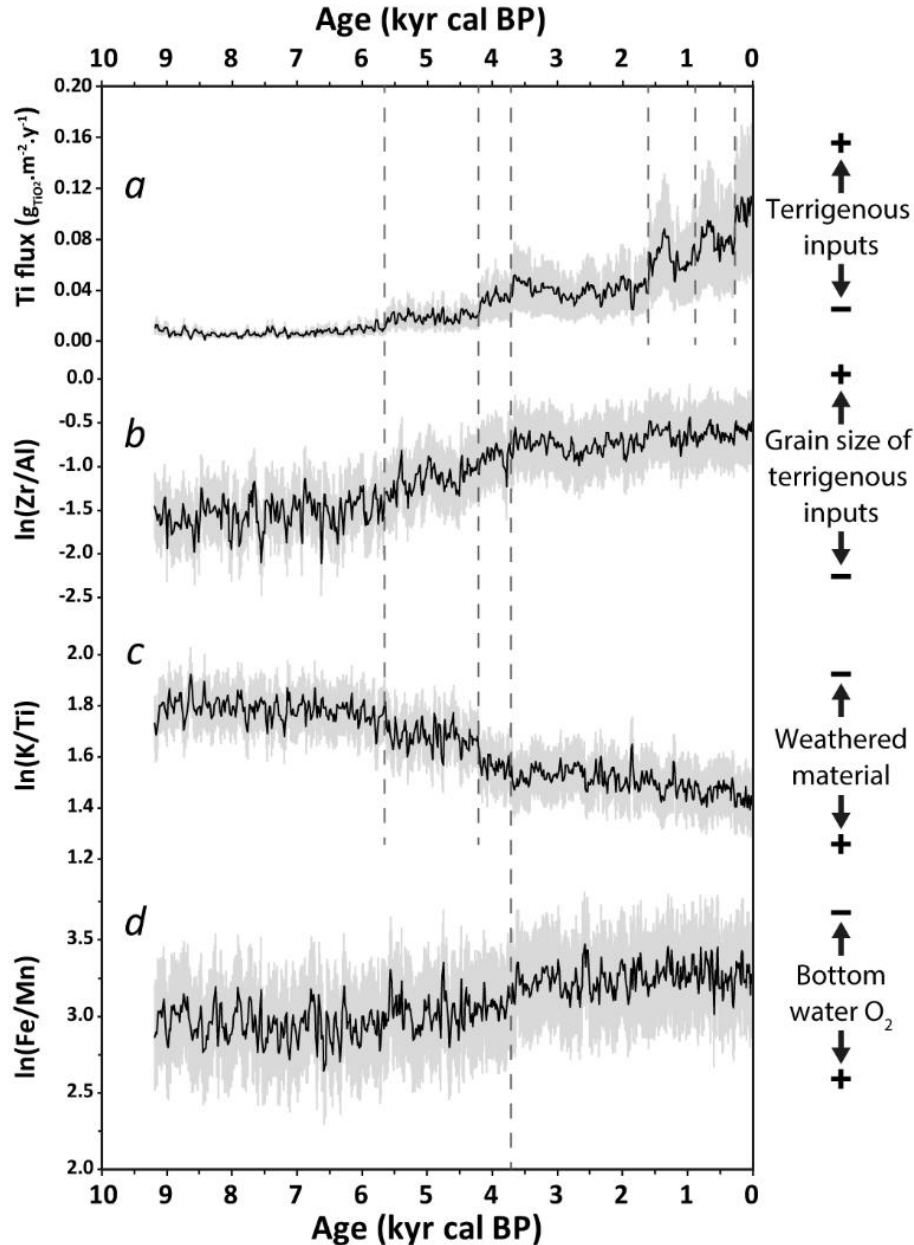 Age (kyr cal BP)
10 9 8 7 6 5 4 3 2 1 0
a
Ti flux (g_TiO₂.m⁻².y⁻¹)
0.20
0.16
0.12
0.08
0.04
0.00
+
Terrigenous
inputs
−
b
ln(Zr/Al)
0.0
-0.5
-1.0
-1.5
-2.0
-2.5
+
Grain size of
terrigenous
inputs
−
c
ln(K/Ti)
2.0
1.8
1.6
1.4
1.2
−
Weathered
material
+
d
ln(Fe/Mn)
3.5
3.0
2.5
2.0
−
Bottom
water O₂
+
10 9 8 7 6 5 4 3 2 1 0
Age (kyr cal BP)